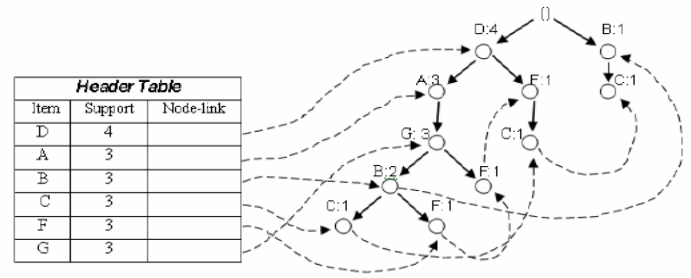 {}
D:4 B:1
Header Table
Item Support Node-link
D 4
A 3
B 3
C 3
F 3
G 3
A:3 F:1 C:1
G: 3 C:1
B:2 F:1
C:1 F:1